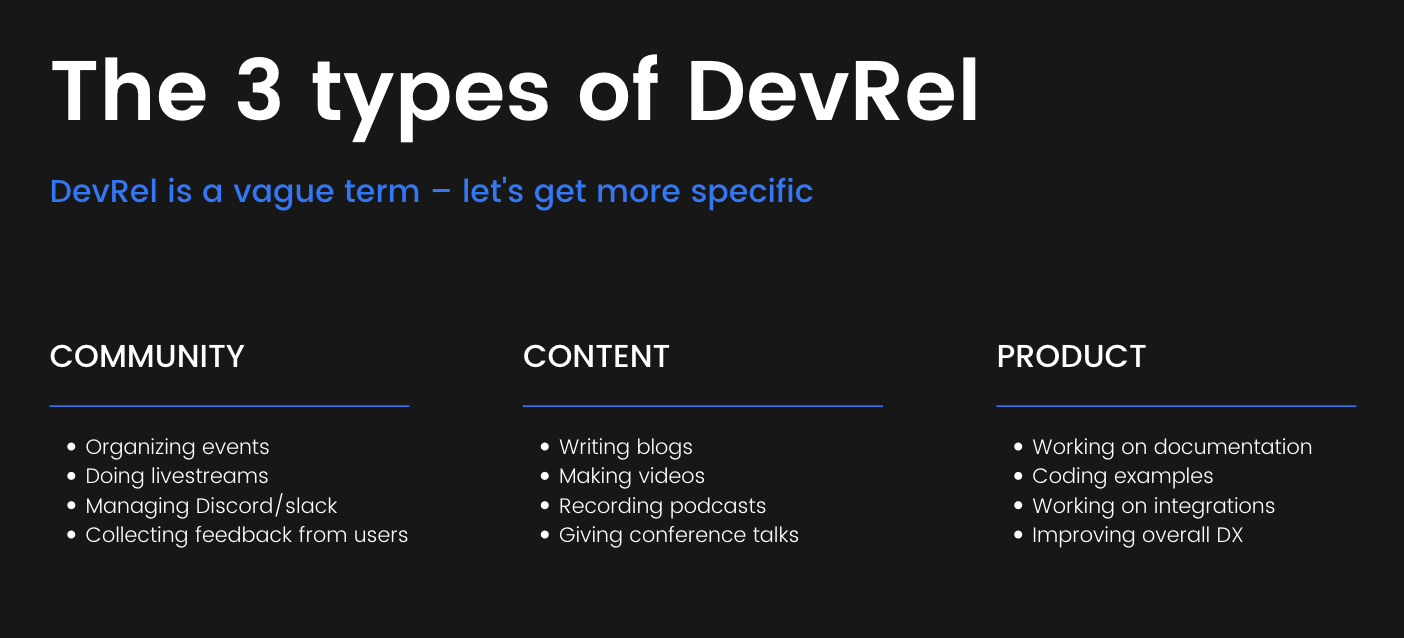 The 3 types of DevRel
DevRel is a vague term – let's get more specific
COMMUNITY
• Organizing events
• Doing livestreams
• Managing Discord/slack
• Collecting feedback from users
CONTENT
• Writing blogs
• Making videos
• Recording podcasts
• Giving conference talks
PRODUCT
• Working on documentation
• Coding examples
• Working on integrations
• Improving overall DX